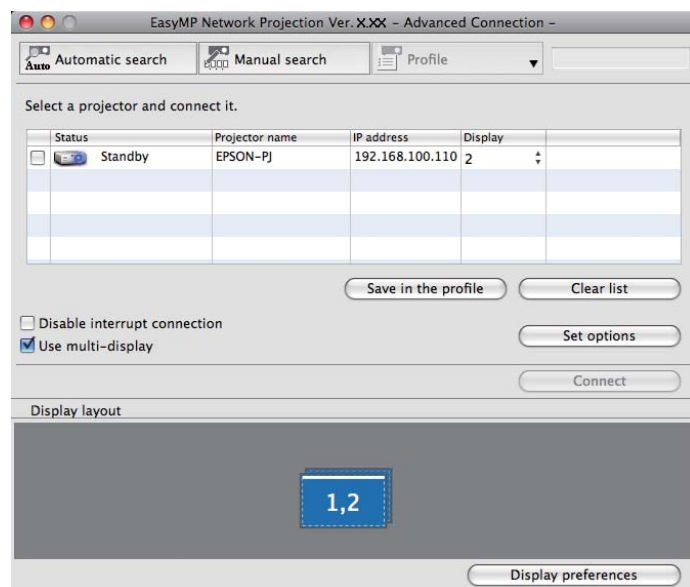 EasyMP Network Projection Ver. X.XX – Advanced Connection –
Auto Automatic search Manual search Profile
Select a projector and connect it.
Status Projector name IP address Display
Standby EPSON-PJ 192.168.100.110 2
Save in the profile Clear list
Disable interrupt connection
Use multi-display
Set options
Connect
Display layout
1,2
Display preferences